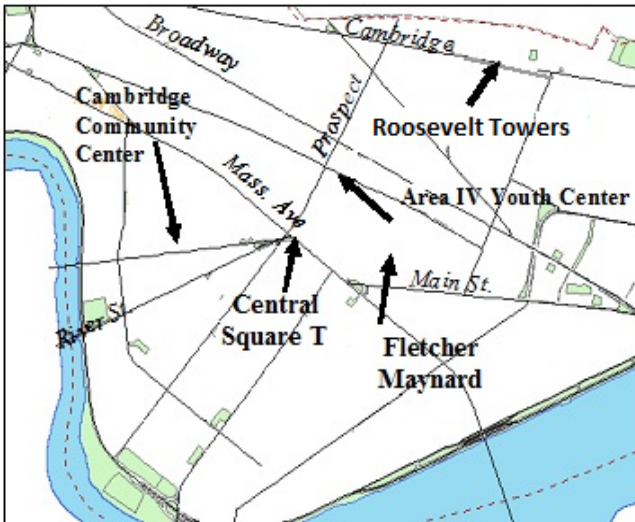 Cambridge
Broadway
Prospect
Roosevelt Towers
Cambridge
Community
Center
Mass. Ave
Area IV Youth Center
Main St.
Central
Square T
River St.
Fletcher
Maynard